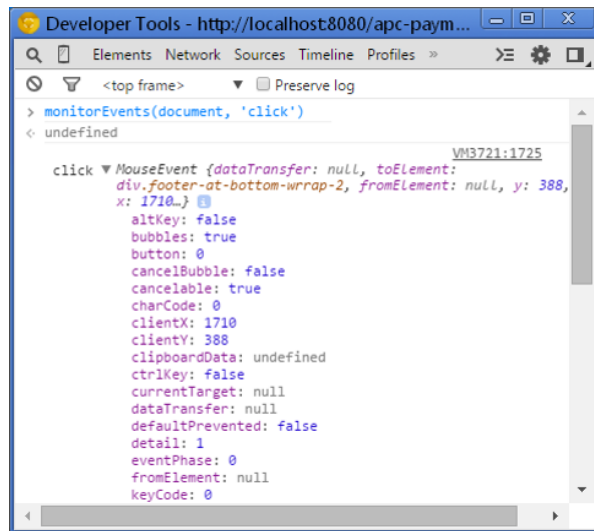 Developer Tools - http://localhost:8080/apc-paym...
Elements Network Sources Timeline Profiles »
<top frame> ▼ Preserve log
> monitorEvents(document, 'click')
<· undefined
VM3721:1725
click ▼ MouseEvent {dataTransfer: null, toElement:
div.footer-at-bottom-wrrap-2, fromElement: null, y: 388,
x: 1710…} i
altKey: false
bubbles: true
button: 0
cancelBubble: false
cancelable: true
charCode: 0
clientX: 1710
clientY: 388
clipboardData: undefined
ctrlKey: false
currentTarget: null
dataTransfer: null
defaultPrevented: false
detail: 1
eventPhase: 0
fromElement: null
keyCode: 0